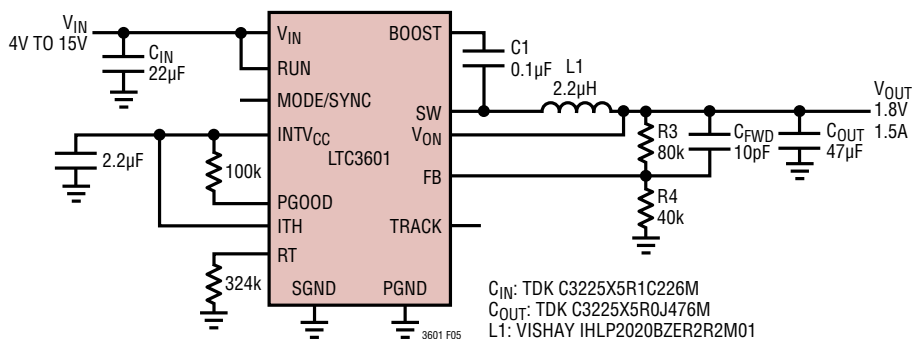 VIN
4V TO 15V
CIN
22µF
VIN
RUN
MODE/SYNC
INTVCC
LTC3601
PGOOD
ITH
RT
SGND
PGND
BOOST
SW
VON
FB
TRACK
2.2µF
100k
324k
C1
0.1µF
L1
2.2µH
R3
80k
CFWD
10pF
COUT
47µF
VOUT
1.8V
1.5A
R4
40k
3601 F05
CIN: TDK C3225X5R1C226M
COUT: TDK C3225X5R0J476M
L1: VISHAY IHLP2020BZER2R2M01